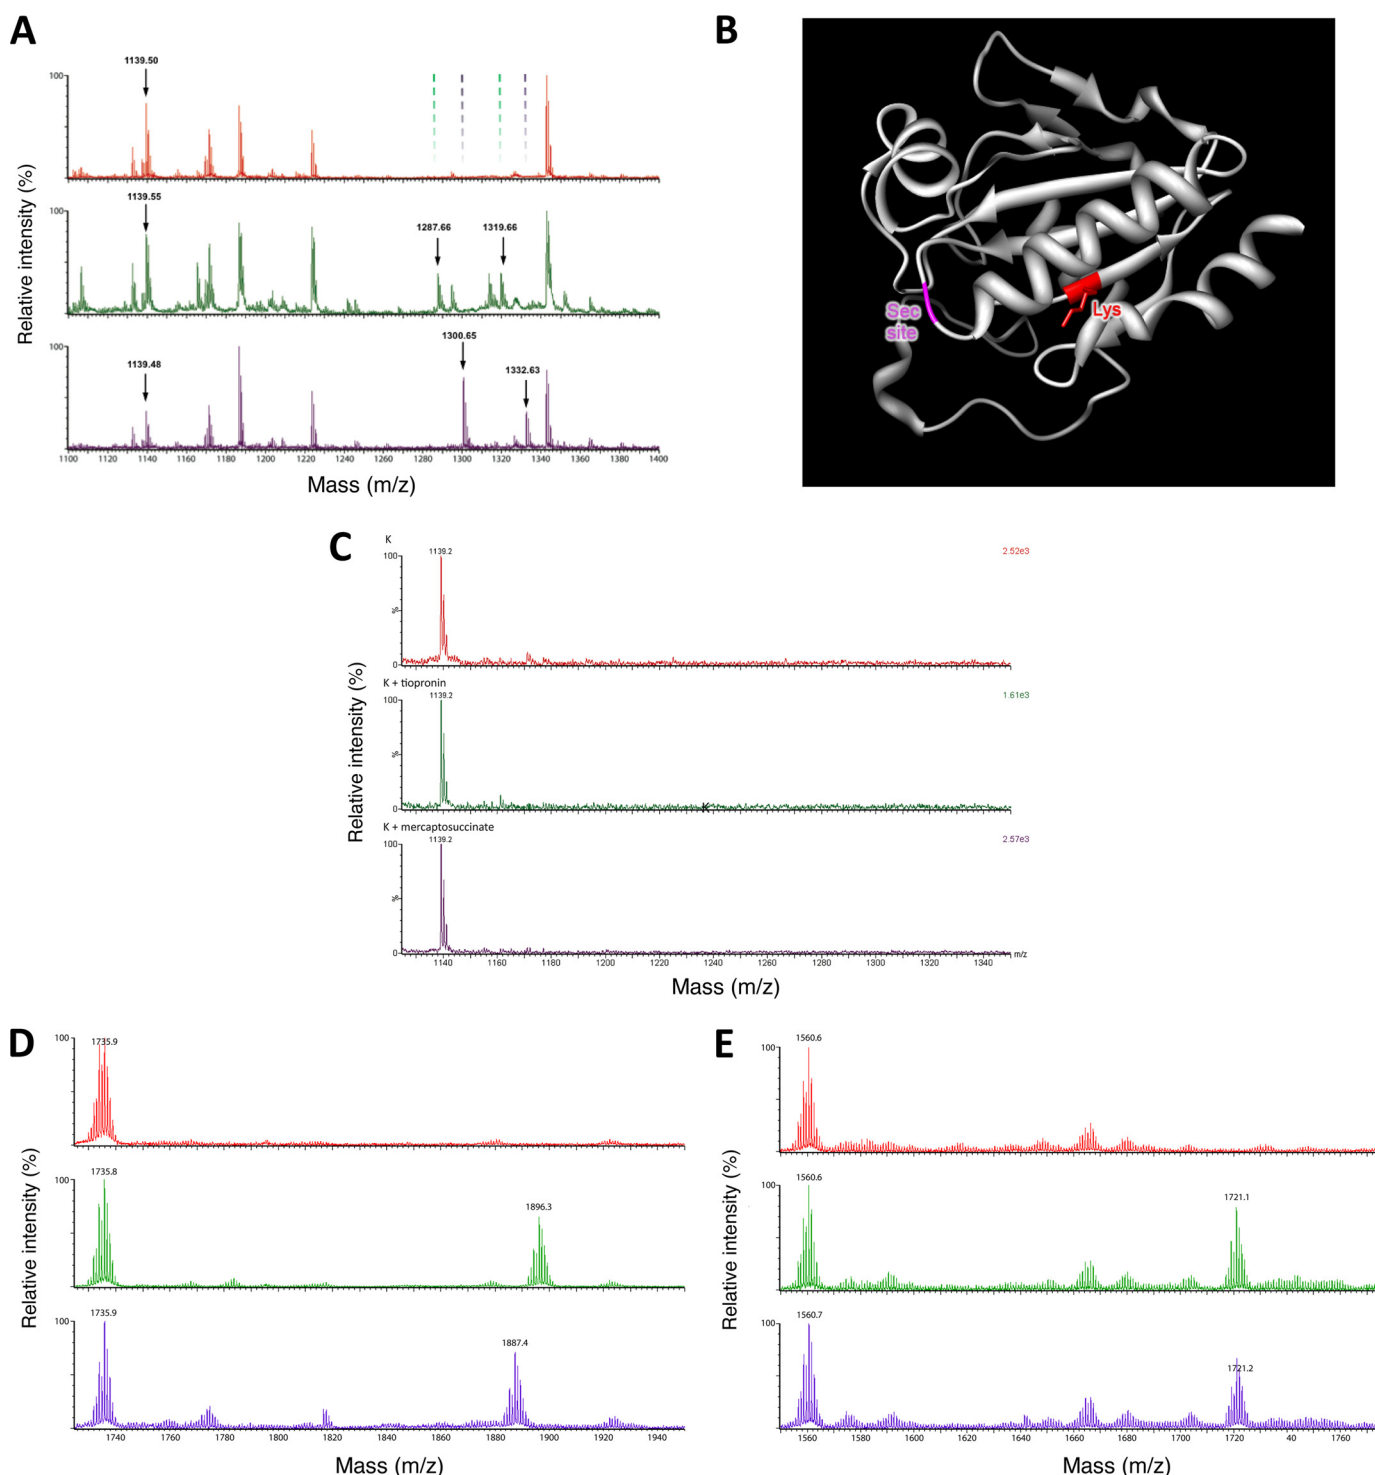 A
1139.50
100
1139.55
100
1287.66
1319.66
1139.48
100
1300.65
1332.63
1100 1120 1140 1160 1180 1200 1220 1240 1260 1280 1300 1320 1340 1360 1380 1400
Relative intensity (%)
Mass (m/z)
B
Sec
site
Lys
C
K
1139.2
2.52e3
100
%
0
K + tiopronin
1139.2
1.61e3
100
%
0
K
K + mercaptosuccinate
1139.2
2.57e3
100
%
0
m/z
1140 1160 1180 1200 1220 1240 1260 1280 1300 1320 1340
Relative intensity (%)
Mass (m/z)
D
1735.9
100
1735.8
100
1896.3
1735.9
100
1887.4
1740 1760 1780 1800 1820 1840 1860 1880 1900 1920 1940
Relative intensity (%)
Mass (m/z)
E
1560.6
100
1560.6
100
1721.1
1560.7
100
1721.2
1560 1580 1600 1620 1640 1660 1680 1700 1720 40 1760
Relative intensity (%)
Mass (m/z)